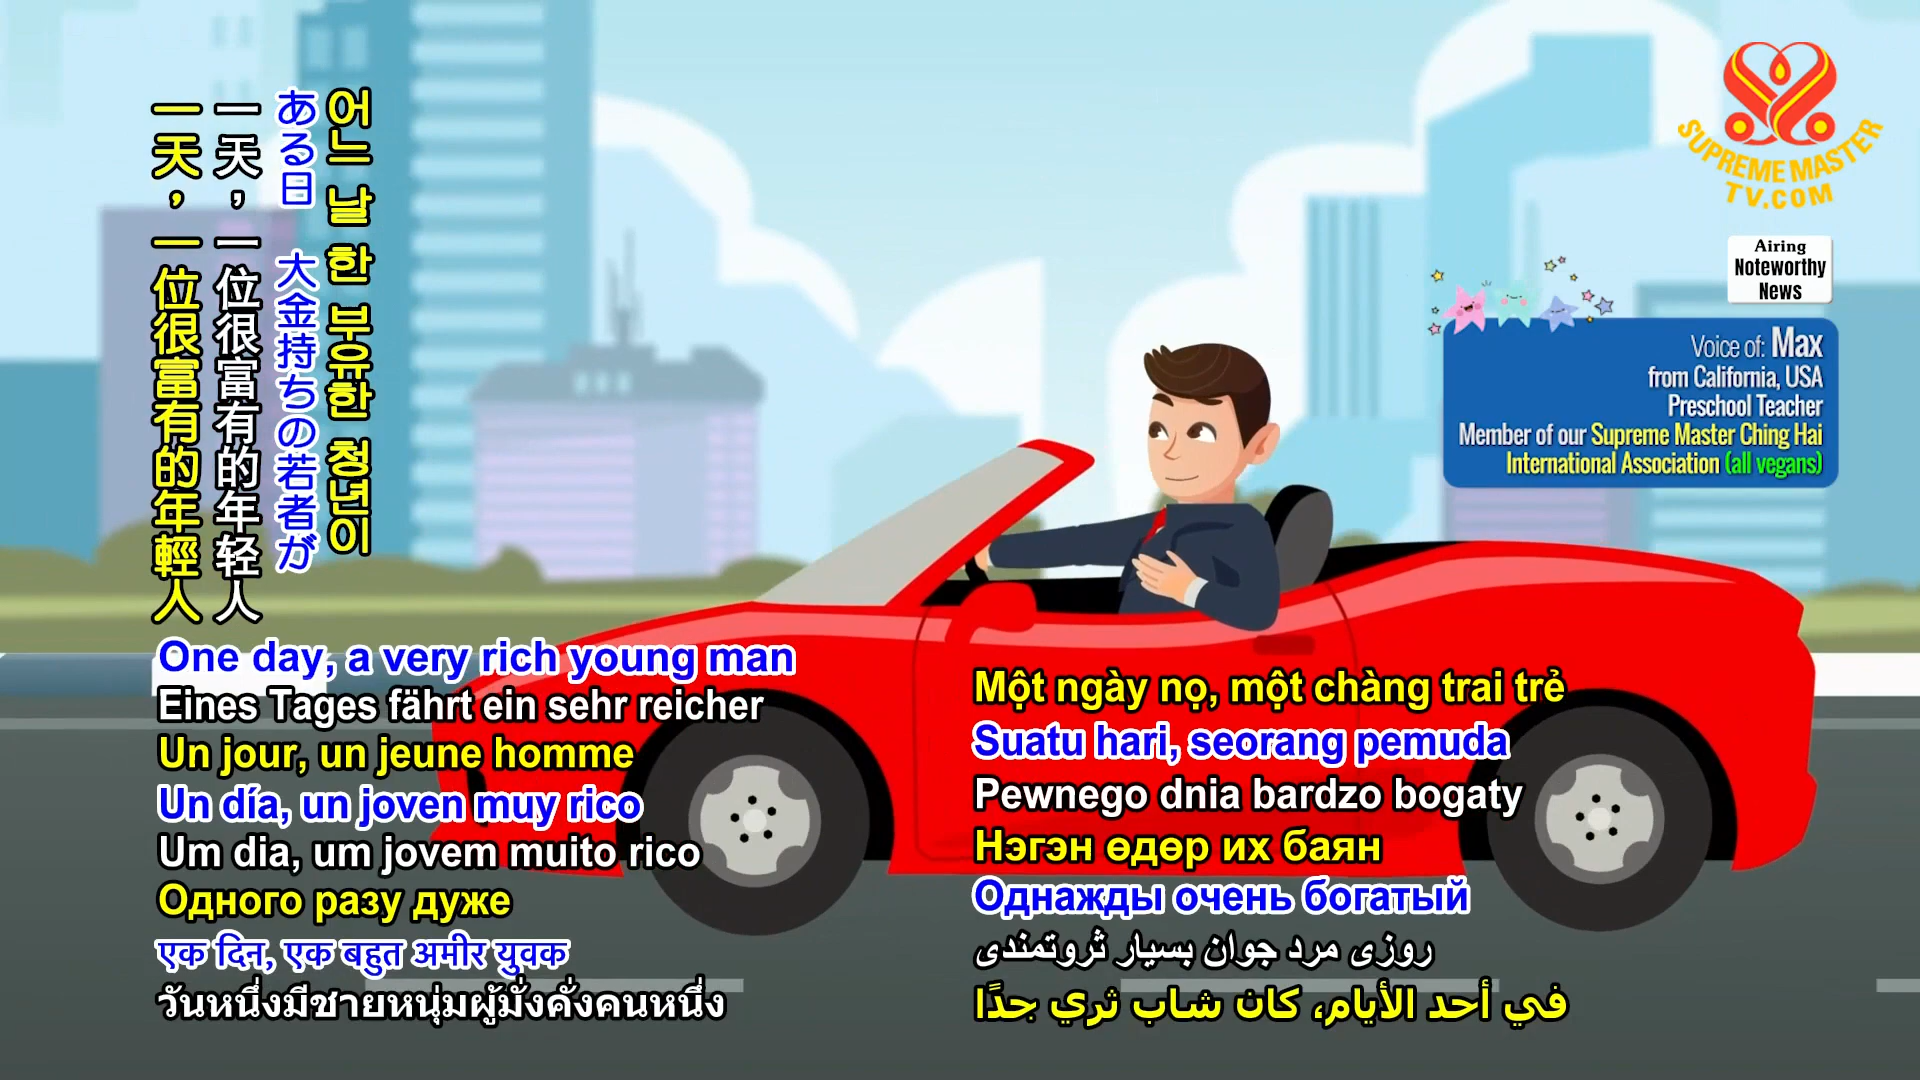 어느 날 한 부유한 청년이
ある日 大金持ちの若者が
一天，一位很富有的年轻人
一天，一位很富有的年輕人
One day, a very rich young man
Eines Tages fährt ein sehr reicher
Un jour, un jeune homme
Un día, un joven muy rico
Um dia, um jovem muito rico
Одного разу дуже
एक दिन, एक बहुत अमीर युवक
วันหนึ่งมีชายหนุ่มผู้มั่งคั่งคนหนึ่ง
Một ngày nọ, một chàng trai trẻ
Suatu hari, seorang pemuda
Pewnego dnia bardzo bogaty
Нэгэн өдөр их баян
Однажды очень богатый
روزی مرد جوان بسیار ثروتمندی
في أحد الأيام، كان شاب ثري جدًا
SUPREME MASTER
TV.COM
Airing
Noteworthy
News
Voice of: Max
from California, USA
Preschool Teacher
Member of our Supreme Master Ching Hai
International Association (all vegans)